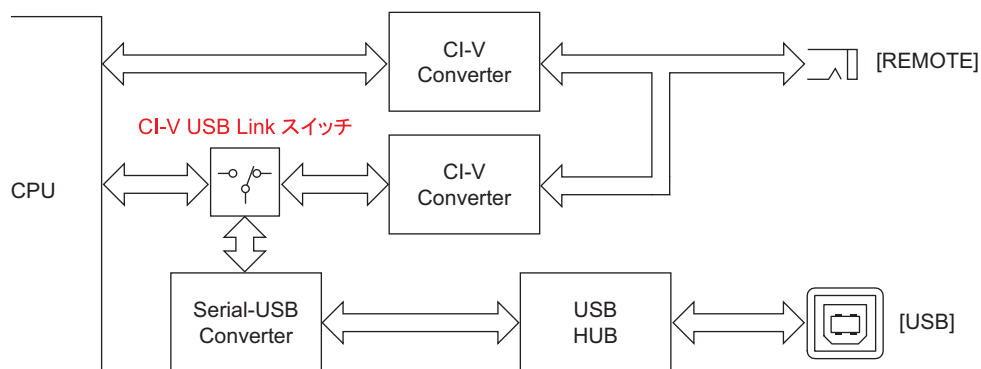 CI-V
Converter
[REMOTE]
CI-V USB Link スイッチ
CPU
CI-V
Converter
Serial-USB
Converter
USB
HUB
[USB]